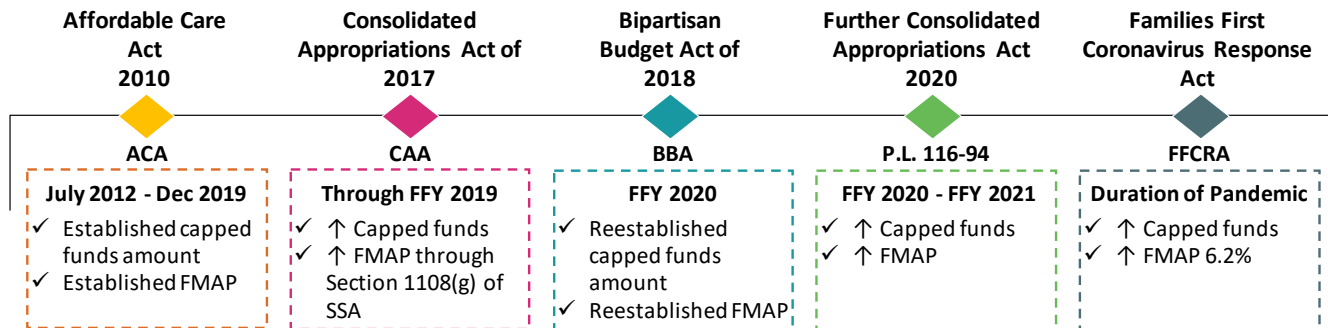 Affordable Care
Act
2010
Consolidated
Appropriations Act of
2017
Bipartisan
Budget Act of
2018
Further Consolidated
Appropriations Act
2020
Families First
Coronavirus Response
Act
ACA
CAA
BBA
P.L. 116-94
FFCRA
July 2012 - Dec 2019
✓ Established capped
funds amount
✓ Established FMAP
Through FFY 2019
✓ ↑ Capped funds
✓ ↑ FMAP through
Section 1108(g) of
SSA
FFY 2020
✓ Reestablished
capped funds
amount
✓ Reestablished FMAP
FFY 2020 - FFY 2021
✓ ↑ Capped funds
✓ ↑ FMAP
Duration of Pandemic
✓ ↑ Capped funds
✓ ↑ FMAP 6.2%